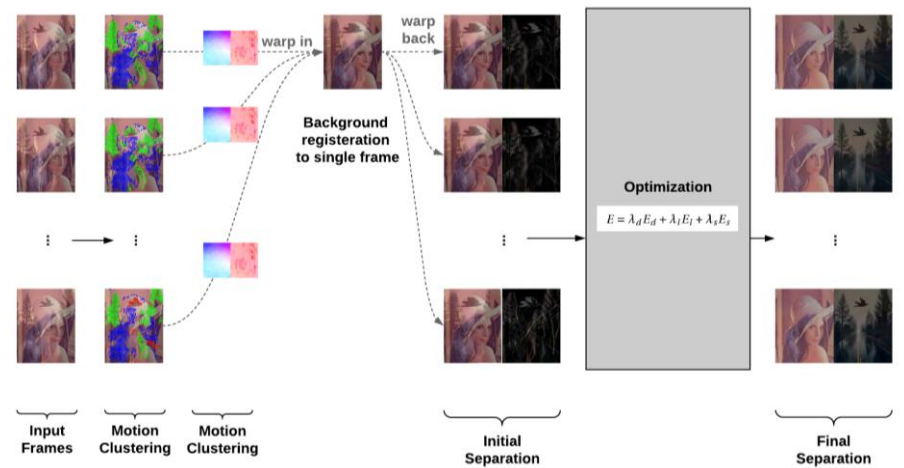 warp in
warp
back
Background
registeration
to single frame
Optimization
E = λ_d E_d + λ_l E_l + λ_s E_s
Input
Frames
Motion
Clustering
Motion
Clustering
Initial
Separation
Final
Separation